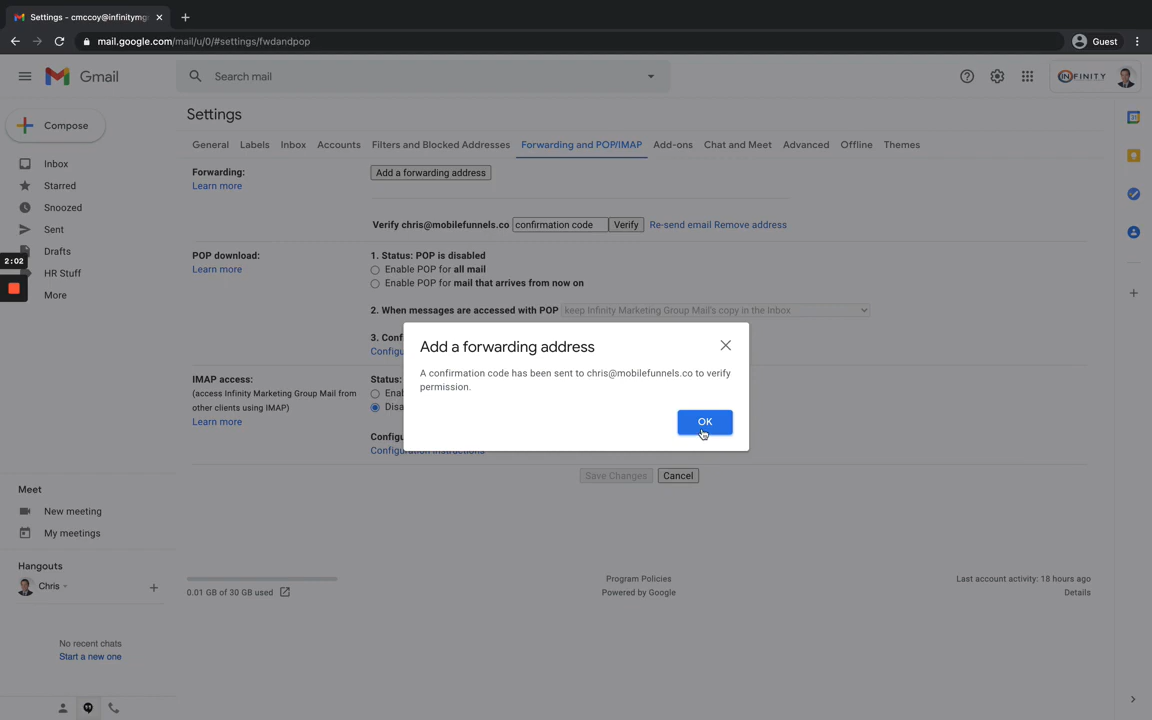 Settings - cmccoy@infinitymg
mail.google.com/mail/u/0/#settings/fwdandpop
Guest
Gmail
Search mail
INFINITY
Settings
Compose
General Labels Inbox Accounts Filters and Blocked Addresses Forwarding and POP/IMAP Add-ons Chat and Meet Advanced Offline Themes
Inbox
Starred
Snoozed
Sent
Drafts
HR Stuff
More
2:02
Forwarding:
Learn more
Add a forwarding address
Verify chris@mobilefunnels.co confirmation code Verify Re-send email Remove address
POP download:
Learn more
1. Status: POP is disabled
Enable POP for all mail
Enable POP for mail that arrives from now on
2. When messages are accessed with POP keep Infinity Marketing Group Mail's copy in the Inbox
3. Conf
Configu
IMAP access:
(access Infinity Marketing Group Mail from
other clients using IMAP)
Learn more
Status:
Enal
Disa
Configu
Configuration instructions
Add a forwarding address
A confirmation code has been sent to chris@mobilefunnels.co to verify
permission.
OK
Save Changes Cancel
Meet
New meeting
My meetings
Hangouts
Chris
No recent chats
Start a new one
0.01 GB of 30 GB used
Program Policies
Powered by Google
Last account activity: 18 hours ago
Details